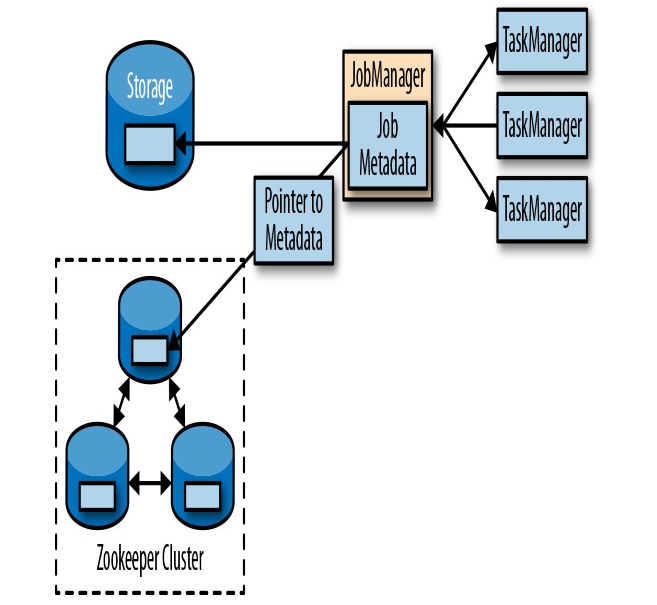 Storage
JobManager
Job
Metadata
TaskManager
TaskManager
TaskManager
Pointer to
Metadata
Zookeeper Cluster